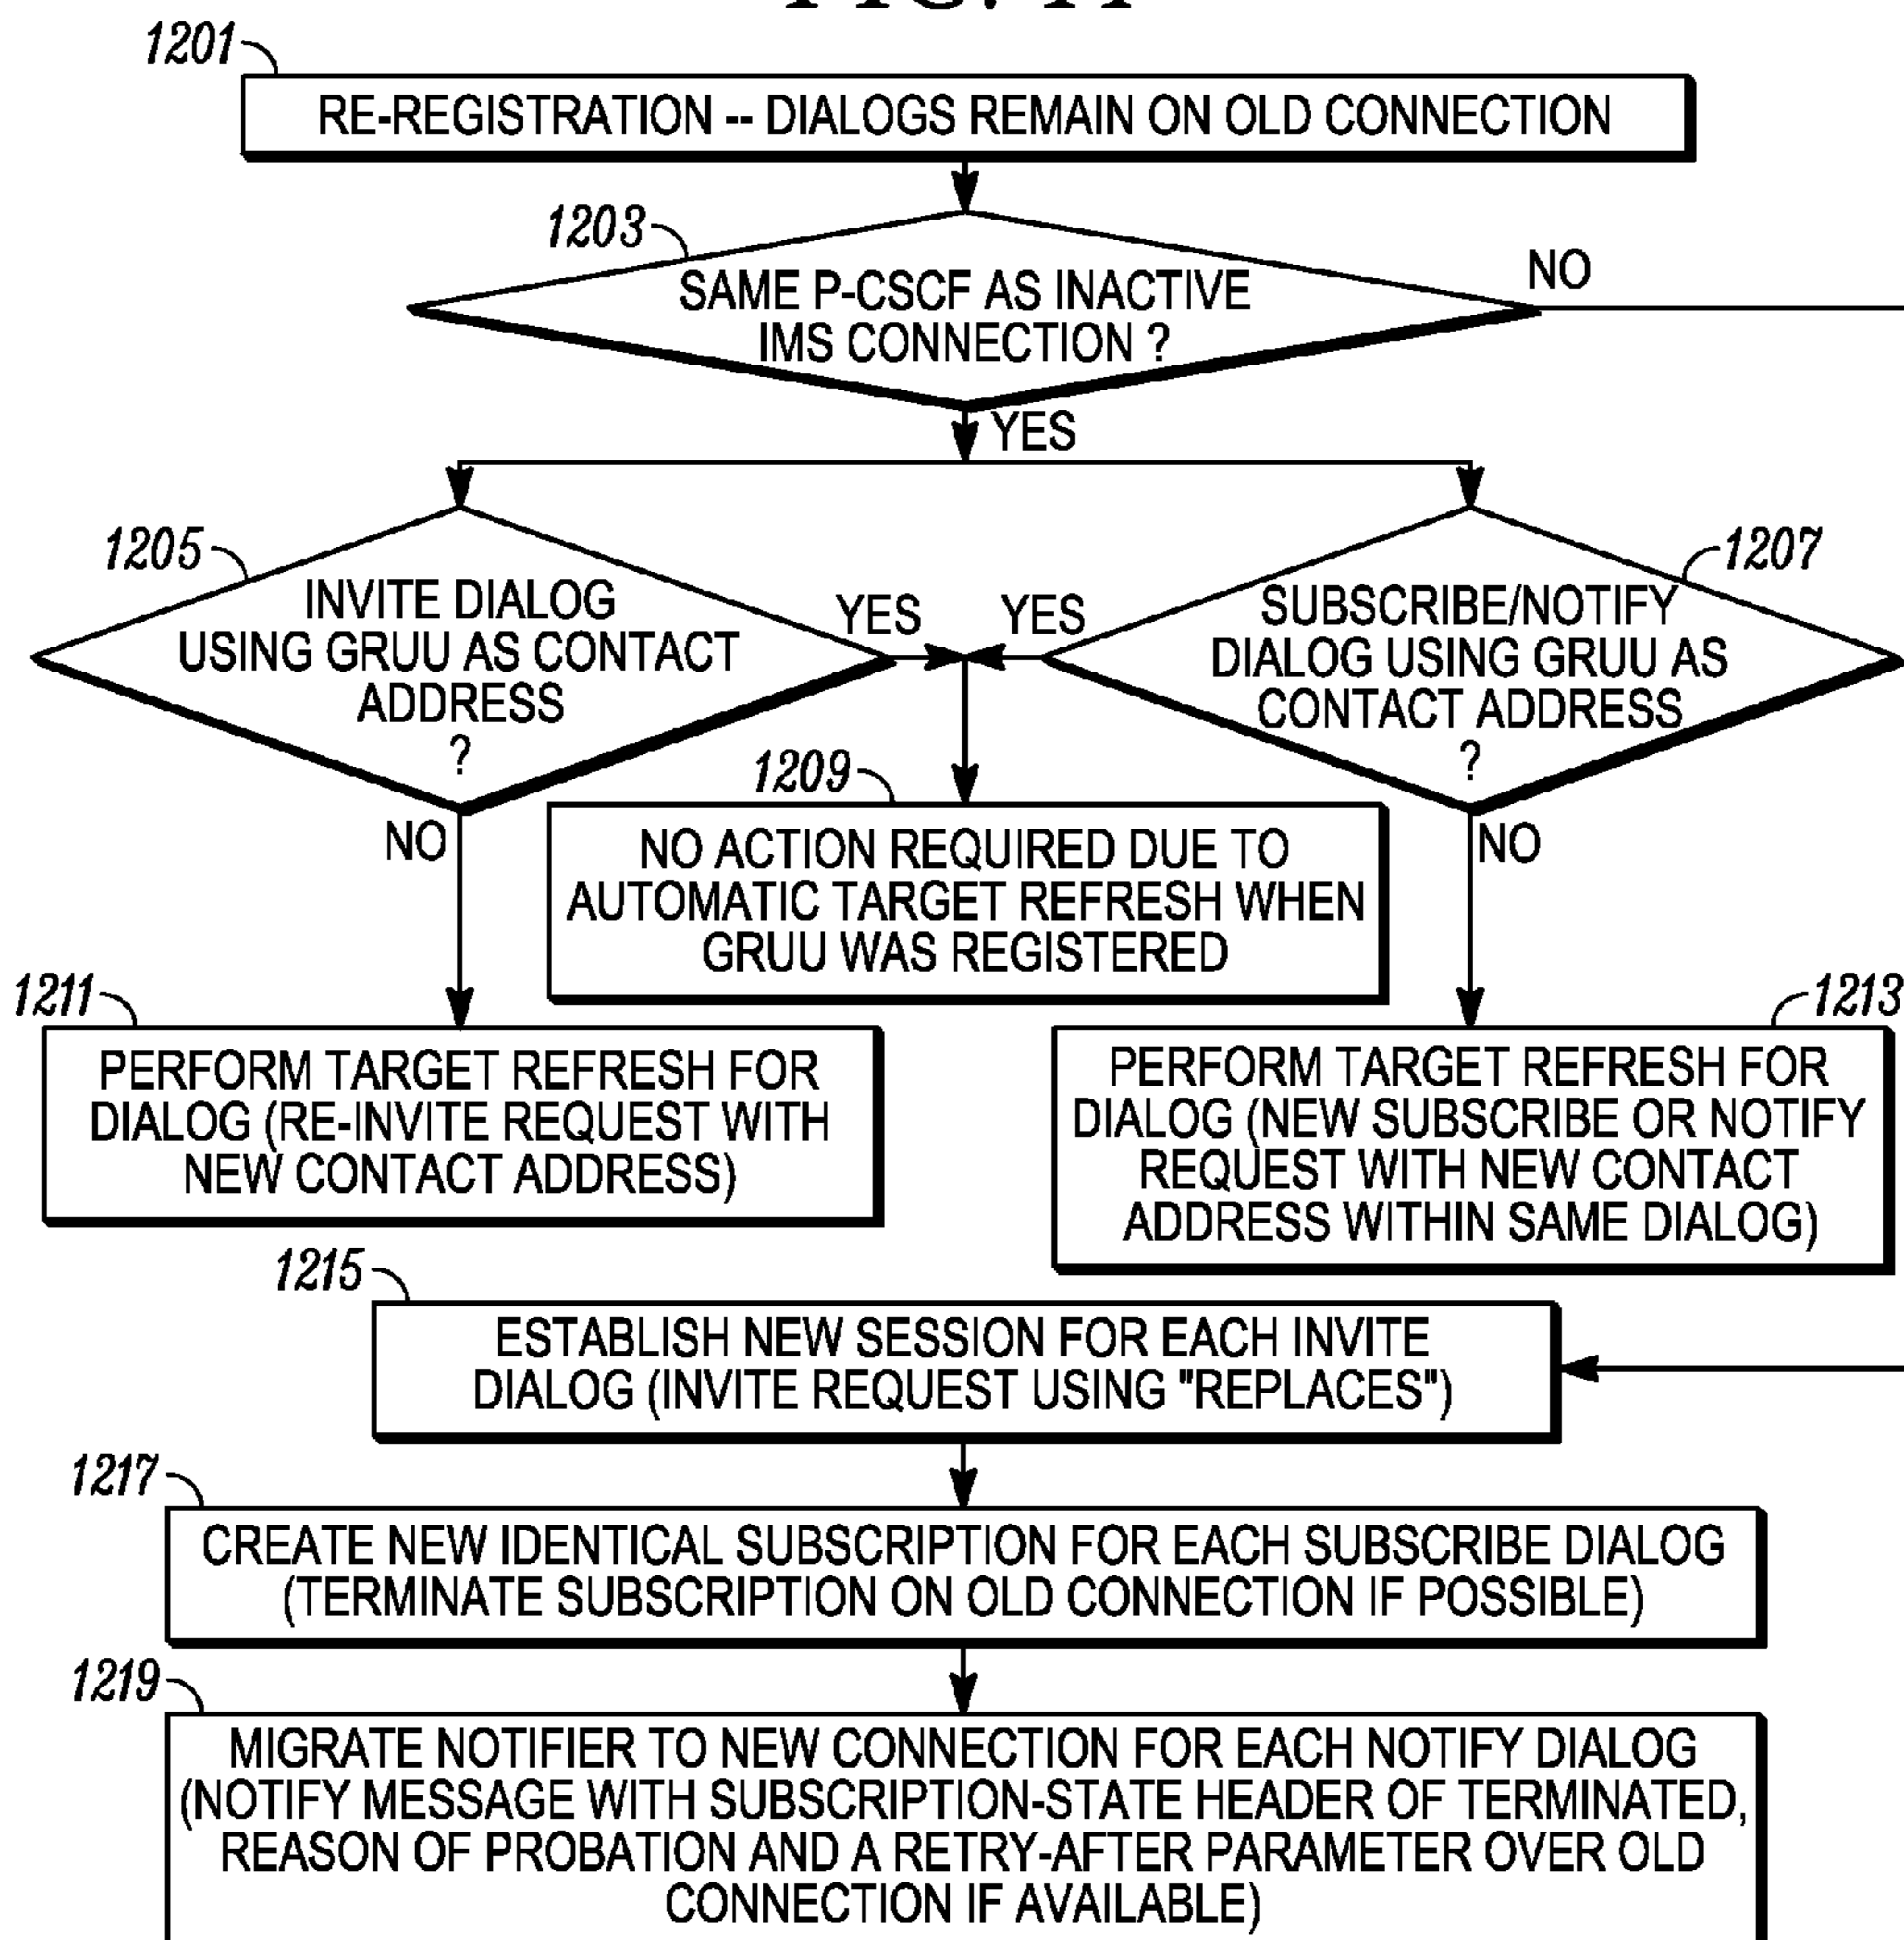 1201
RE-REGISTRATION -- DIALOGS REMAIN ON OLD CONNECTION
1203
SAME P-CSCF AS INACTIVE
IMS CONNECTION ?
NO
YES
1205
INVITE DIALOG
USING GRUU AS CONTACT
ADDRESS
?
YES
YES
1207
SUBSCRIBE/NOTIFY
DIALOG USING GRUU AS
CONTACT ADDRESS
?
NO
1209
NO ACTION REQUIRED DUE TO
AUTOMATIC TARGET REFRESH WHEN
GRUU WAS REGISTERED
NO
1211
PERFORM TARGET REFRESH FOR
DIALOG (RE-INVITE REQUEST WITH
NEW CONTACT ADDRESS)
1213
PERFORM TARGET REFRESH FOR
DIALOG (NEW SUBSCRIBE OR NOTIFY
REQUEST WITH NEW CONTACT
ADDRESS WITHIN SAME DIALOG)
1215
ESTABLISH NEW SESSION FOR EACH INVITE
DIALOG (INVITE REQUEST USING "REPLACES")
1217
CREATE NEW IDENTICAL SUBSCRIPTION FOR EACH SUBSCRIBE DIALOG
(TERMINATE SUBSCRIPTION ON OLD CONNECTION IF POSSIBLE)
1219
MIGRATE NOTIFIER TO NEW CONNECTION FOR EACH NOTIFY DIALOG
(NOTIFY MESSAGE WITH SUBSCRIPTION-STATE HEADER OF TERMINATED,
REASON OF PROBATION AND A RETRY-AFTER PARAMETER OVER OLD
CONNECTION IF AVAILABLE)